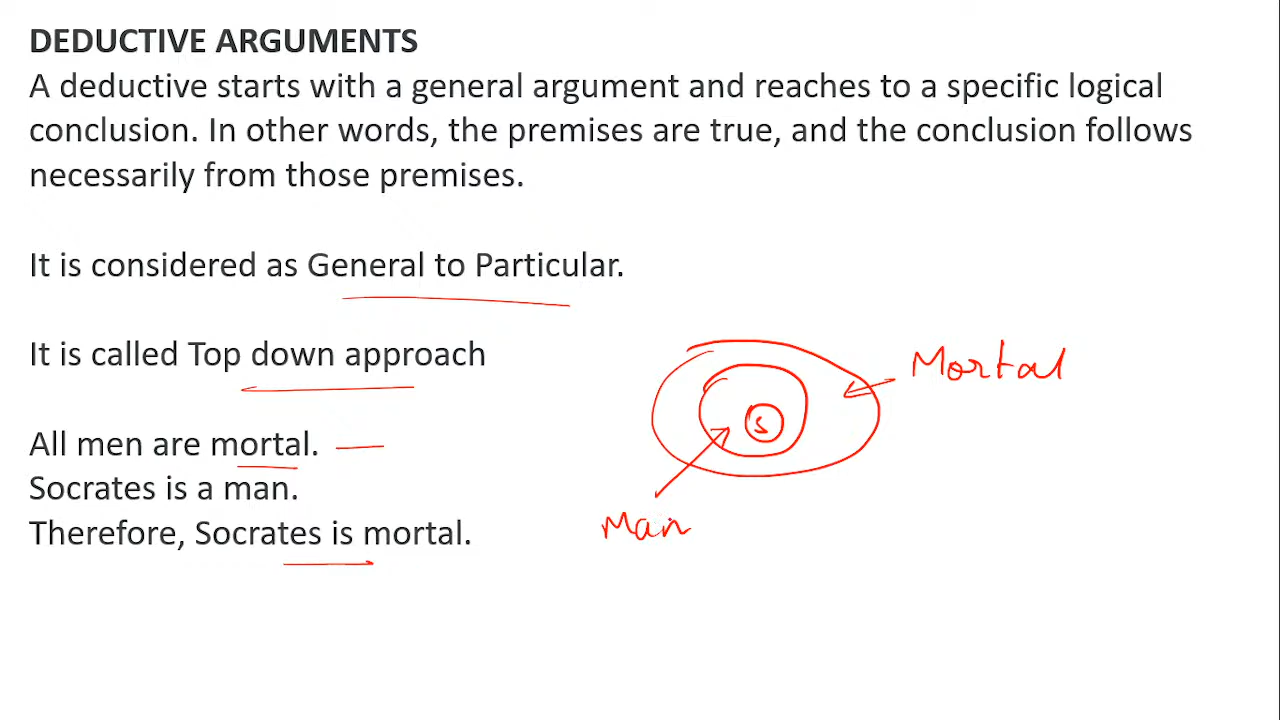 DEDUCTIVE ARGUMENTS
A deductive starts with a general argument and reaches to a specific logical
conclusion. In other words, the premises are true, and the conclusion follows
necessarily from those premises.
It is considered as General to Particular.
It is called Top down approach
All men are mortal.
Socrates is a man.
Therefore, Socrates is mortal.
Mortal
S
Man